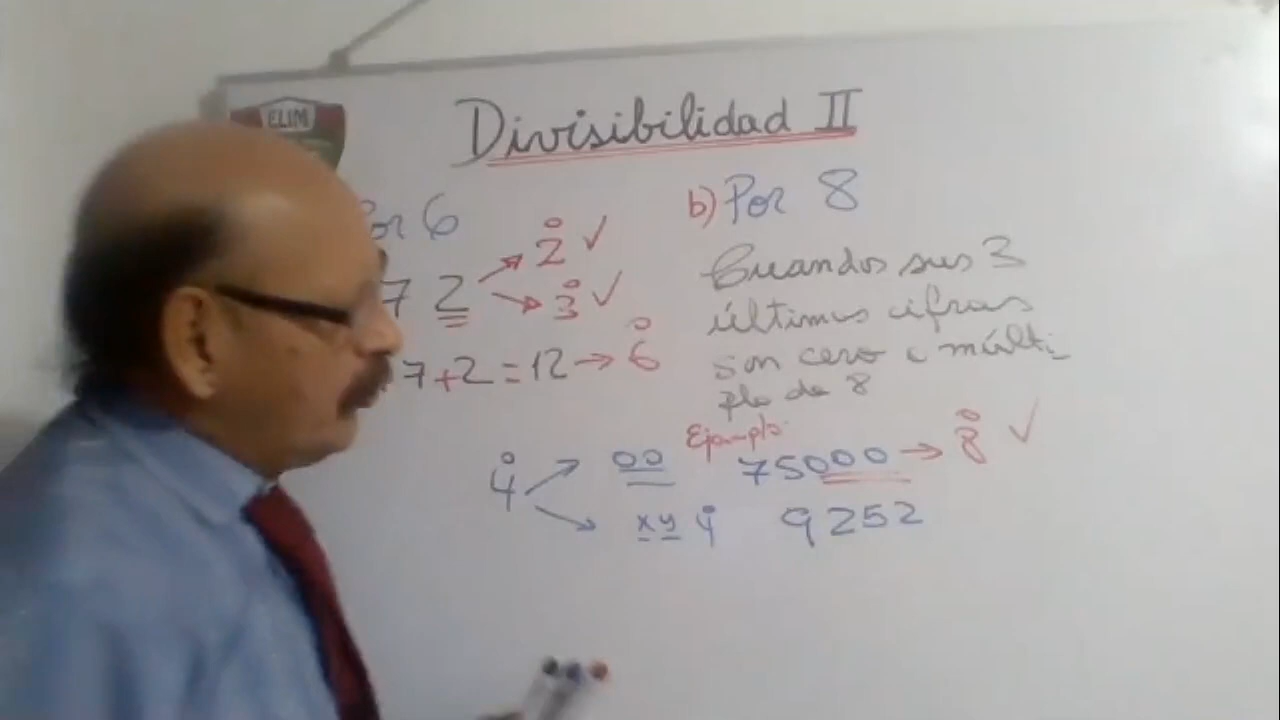 ELIM
Divisibilidad II
Por 6
7 2 → 2̊ ✓
→ 3̊ ✓
7+2=12→6̊
b) Por 8
Cuandos sus 3
últimas cifras
son cero o múlti_
plo de 8
Ejemplo:
75000 → 8̊ ✓
9252
4̊ → 00
→ xy 4̊